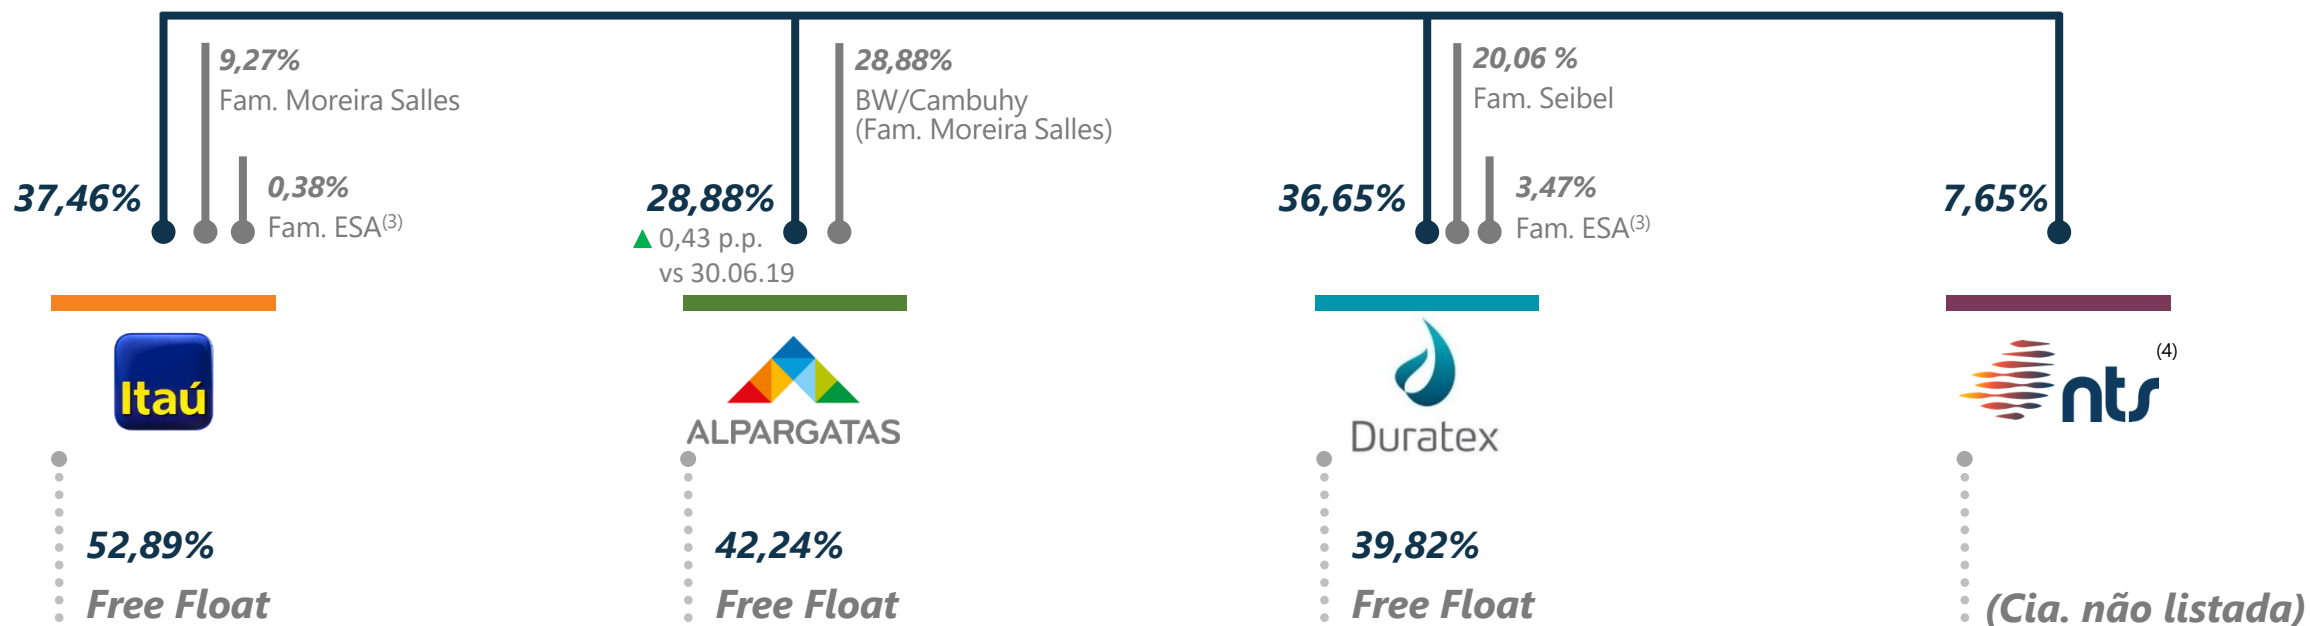 37,46%
9,27%
Fam. Moreira Salles
0,38%
Fam. ESA(3)
Itaú
52,89%
Free Float
28,88%
▲ 0,43 p.p.
vs 30.06.19
28,88%
BW/Cambuhy
(Fam. Moreira Salles)
ALPARGATAS
42,24%
Free Float
36,65%
20,06 %
Fam. Seibel
3,47%
Fam. ESA(3)
Duratex
39,82%
Free Float
7,65%
nts (4)
(Cia. não listada)